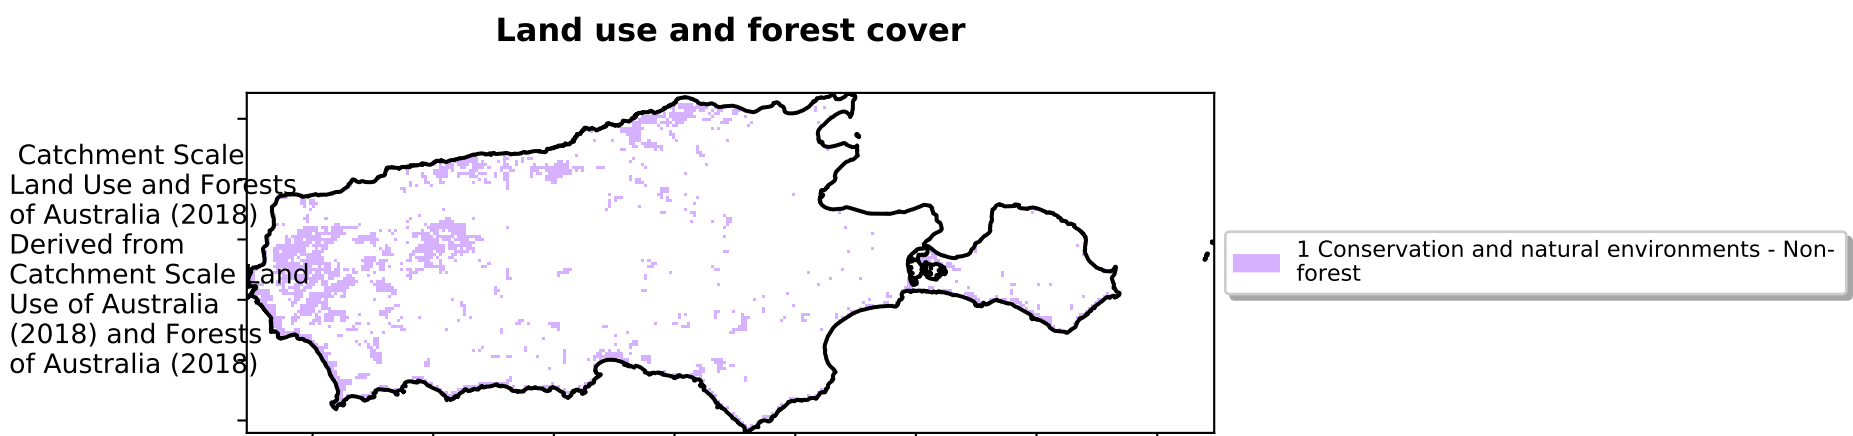 Land use and forest cover
Catchment Scale
Land Use and Forests
of Australia (2018)
Derived from
Catchment Scale Land
Use of Australia
(2018) and Forests
of Australia (2018)
1 Conservation and natural environments - Non-
forest